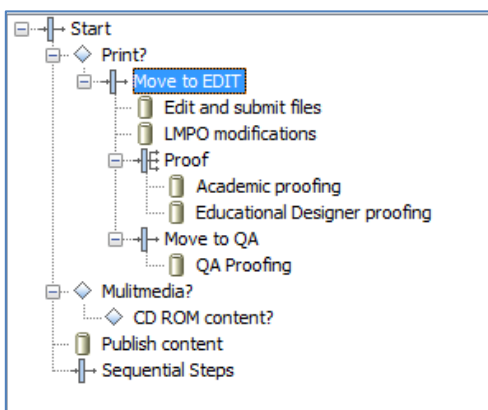 Start
Print?
Move to EDIT
Edit and submit files
LMPO modifications
Proof
Academic proofing
Educational Designer proofing
Move to QA
QA Proofing
Mulitmedia?
CD ROM content?
Publish content
Sequential Steps